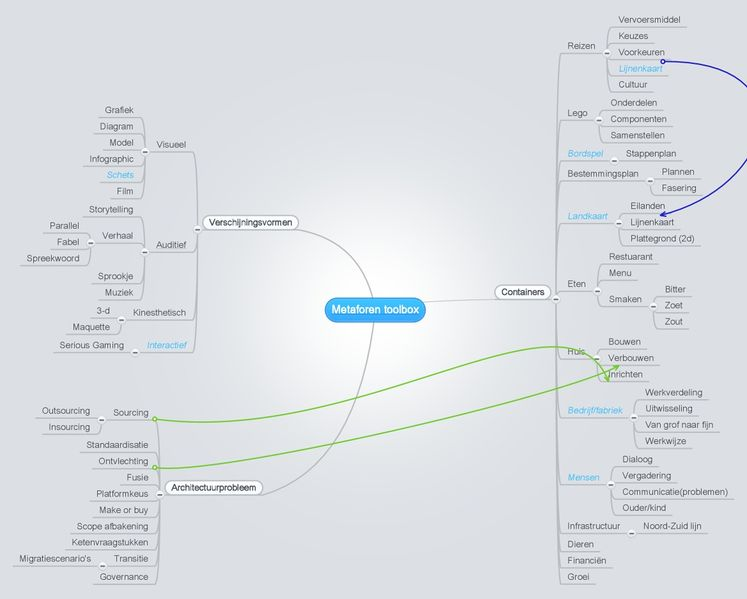 Metaforen toolbox
Verschijningsvormen
Visueel
Grafiek
Diagram
Model
Infographic
Schets
Film
Auditief
Storytelling
Verhaal
Parallel
Fabel
Spreekwoord
Sprookje
Muziek
Kinesthetisch
3-d
Maquette
Interactief
Serious Gaming
Architectuurprobleem
Sourcing
Outsourcing
Insourcing
Standaardisatie
Ontvlechting
Fusie
Platformkeus
Make or buy
Scope afbakening
Ketenvraagstukken
Transitie
Migratiescenario's
Governance
Containers
Reizen
Vervoersmiddel
Keuzes
Voorkeuren
Lijnenkaart
Cultuur
Lego
Onderdelen
Componenten
Samenstellen
Bordspel
Stappenplan
Bestemmingsplan
Plannen
Fasering
Landkaart
Eilanden
Lijnenkaart
Plattegrond (2d)
Eten
Restuarant
Menu
Smaken
Bitter
Zoet
Zout
Huis
Bouwen
Verbouwen
Inrichten
Bedrijf/fabriek
Werkverdeling
Uitwisseling
Van grof naar fijn
Werkwijze
Mensen
Dialoog
Vergadering
Communicatie(problemen)
Ouder/kind
Infrastructuur
Noord-Zuid lijn
Dieren
Financiën
Groei